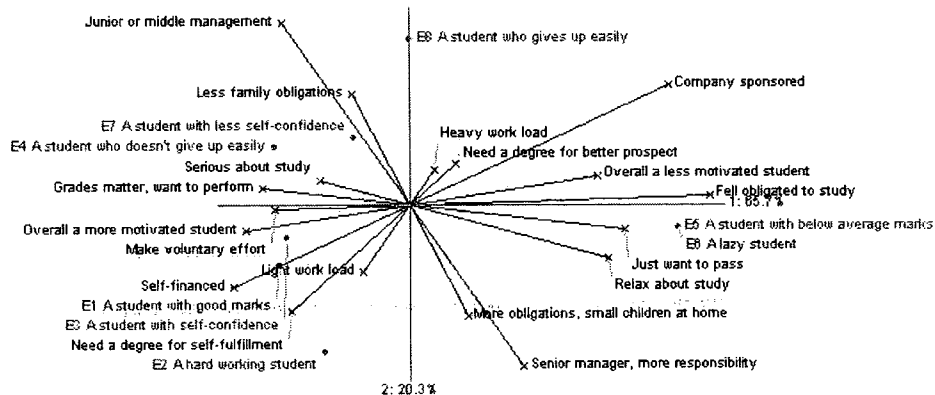 Junior or middle management
E8 A student who gives up easily
Company sponsored
Less family obligations
E7 A student with less self-confidence
Heavy work load
E4 A student who doesn't give up easily
Need a degree for better prospect
Serious about study
Overall a less motivated student
Grades matter, want to perform
Fell obligated to study
1: 65.7%
Overall a more motivated student
E5 A student with below average marks
Make voluntary effort
E6 A lazy student
Light work load
Just want to pass
Self-financed
Relax about study
E1 A student with good marks
More obligations, small children at home
E3 A student with self-confidence
Need a degree for self-fulfillment
E2 A hard working student
Senior manager, more responsibility
2: 20.3%